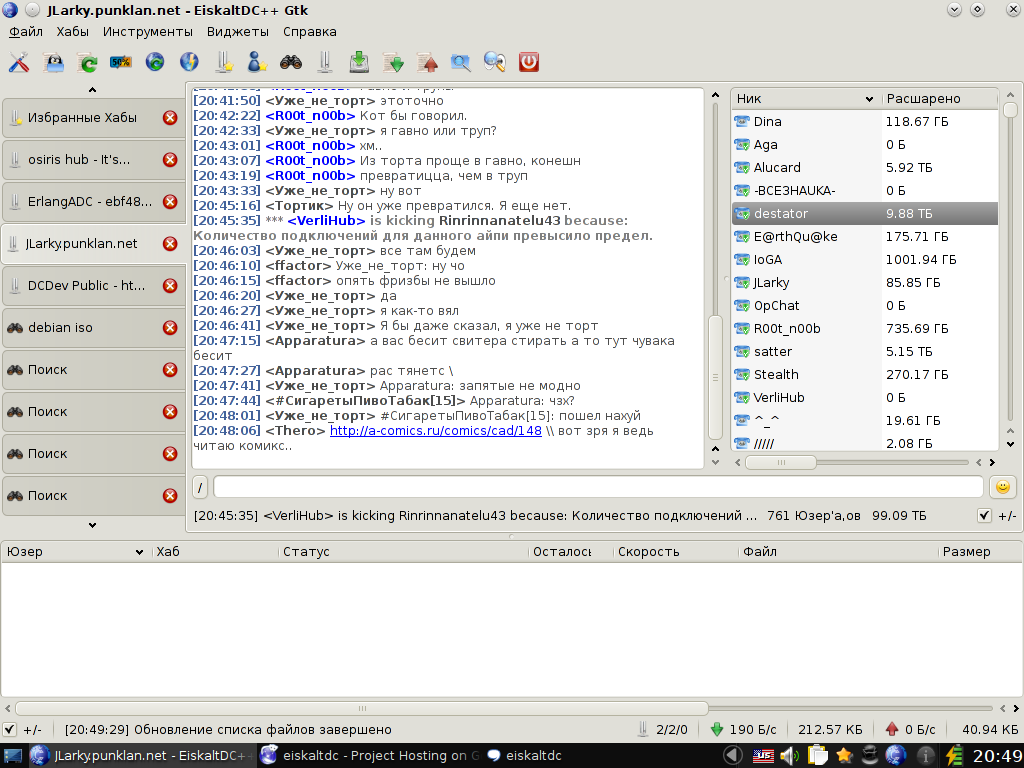 JLarky.punklan.net - EiskaltDC++ Gtk
Файл Хабы Инструменты Виджеты Справка
50%
Избранные Хабы
osiris hub - It's...
ErlangADC - ebf48...
JLarky.punklan.net
DCDev Public - ht...
debian iso
Поиск
Поиск
Поиск
Поиск
[20:41:50] <Уже_не_торт> этоточно
[20:42:22] <R00t_n00b> Кот бы говорил.
[20:42:33] <Уже_не_торт> я гавно или труп?
[20:43:01] <R00t_n00b> хм..
[20:43:07] <R00t_n00b> Из торта проще в гавно, конешн
[20:43:19] <R00t_n00b> превратицца, чем в труп
[20:43:33] <Уже_не_торт> ну вот
[20:45:16] <Тортик> Ну он уже превратился. Я еще нет.
[20:45:35] *** <VerliHub> is kicking Rinrinnanatelu43 because:
Количество подключений для данного айпи превысило предел.
[20:46:03] <Уже_не_торт> все там будем
[20:46:10] <ffactor> Уже_не_торт: ну чо
[20:46:15] <ffactor> опять фризбы не вышло
[20:46:20] <Уже_не_торт> да
[20:46:27] <Уже_не_торт> я как-то вял
[20:46:41] <Уже_не_торт> Я бы даже сказал, я уже не торт
[20:47:15] <Apparatura> а вас бесит свитера стирать а то тут чувака
бесит
[20:47:27] <Apparatura> рас тянетс \
[20:47:41] <Уже_не_торт> Apparatura: запятые не модно
[20:47:44] <#СигаретыПивоТабак[15]> Apparatura: чзх?
[20:48:01] <Уже_не_торт> #СигаретыПивоТабак[15]: пошел нахуй
[20:48:06] <Thero> http://a-comics.ru/comics/cad/148 \\ вот зря я ведь
читаю комикс..
Ник Расшарено
Dina 118.67 ГБ
Aga 0 Б
Alucard 5.92 ТБ
-ВСЕЗНАUKA- 0 Б
destator 9.88 ТБ
E@rthQu@ke 175.71 ГБ
IoGA 1001.94 ГБ
JLarky 85.85 ГБ
OpChat 0 Б
R00t_n00b 735.69 ГБ
satter 5.15 ТБ
Stealth 270.17 ГБ
VerliHub 0 Б
^_^ 19.61 ГБ
///// 2.08 ГБ
/
[20:45:35] <VerliHub> is kicking Rinrinnanatelu43 because: Количество подключений ... 761 Юзер'а,ов 99.09 ТБ +/-
Юзер Хаб Статус Осталось Скорость Файл Размер
+/- [20:49:29] Обновление списка файлов завершено 2/2/0 190 Б/с 212.57 КБ 0 Б/с 40.94 КБ
JLarky.punklan.net - EiskaltDC++ eiskaltdc - Project Hosting on G eiskaltdc 20:49